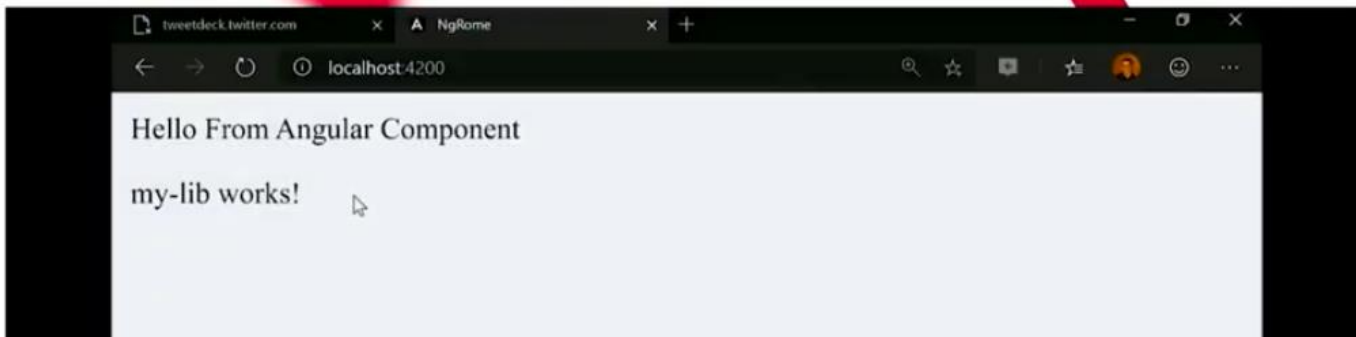 tweetdeck.twitter.com
NgRome
localhost:4200
Hello From Angular Component
my-lib works!